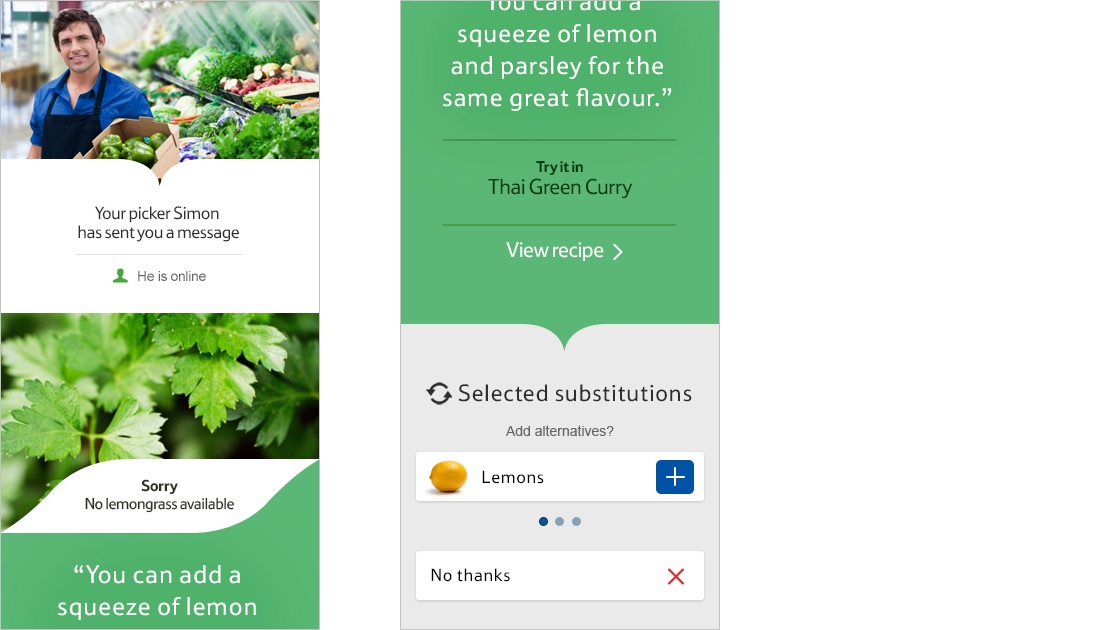 Your picker Simon
has sent you a message
He is online
Sorry
No lemongrass available
“You can add a
squeeze of lemon
You can add a
squeeze of lemon
and parsley for the
same great flavour.”
Try it in
Thai Green Curry
View recipe
Selected substitutions
Add alternatives?
Lemons
No thanks